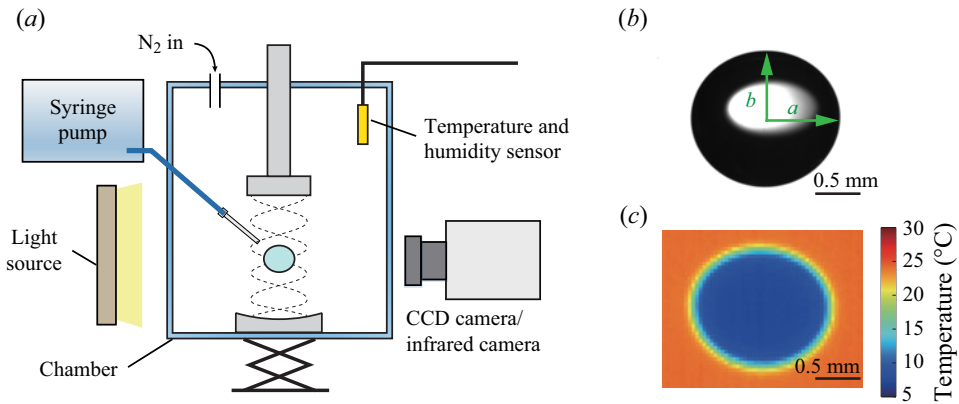 (a)
N2 in
Syringe
pump
Temperature and
humidity sensor
Light
source
CCD camera/
infrared camera
Chamber
(b)
b
a
0.5 mm
(c)
30
25
20
15
10
5
Temperature (°C)
0.5 mm